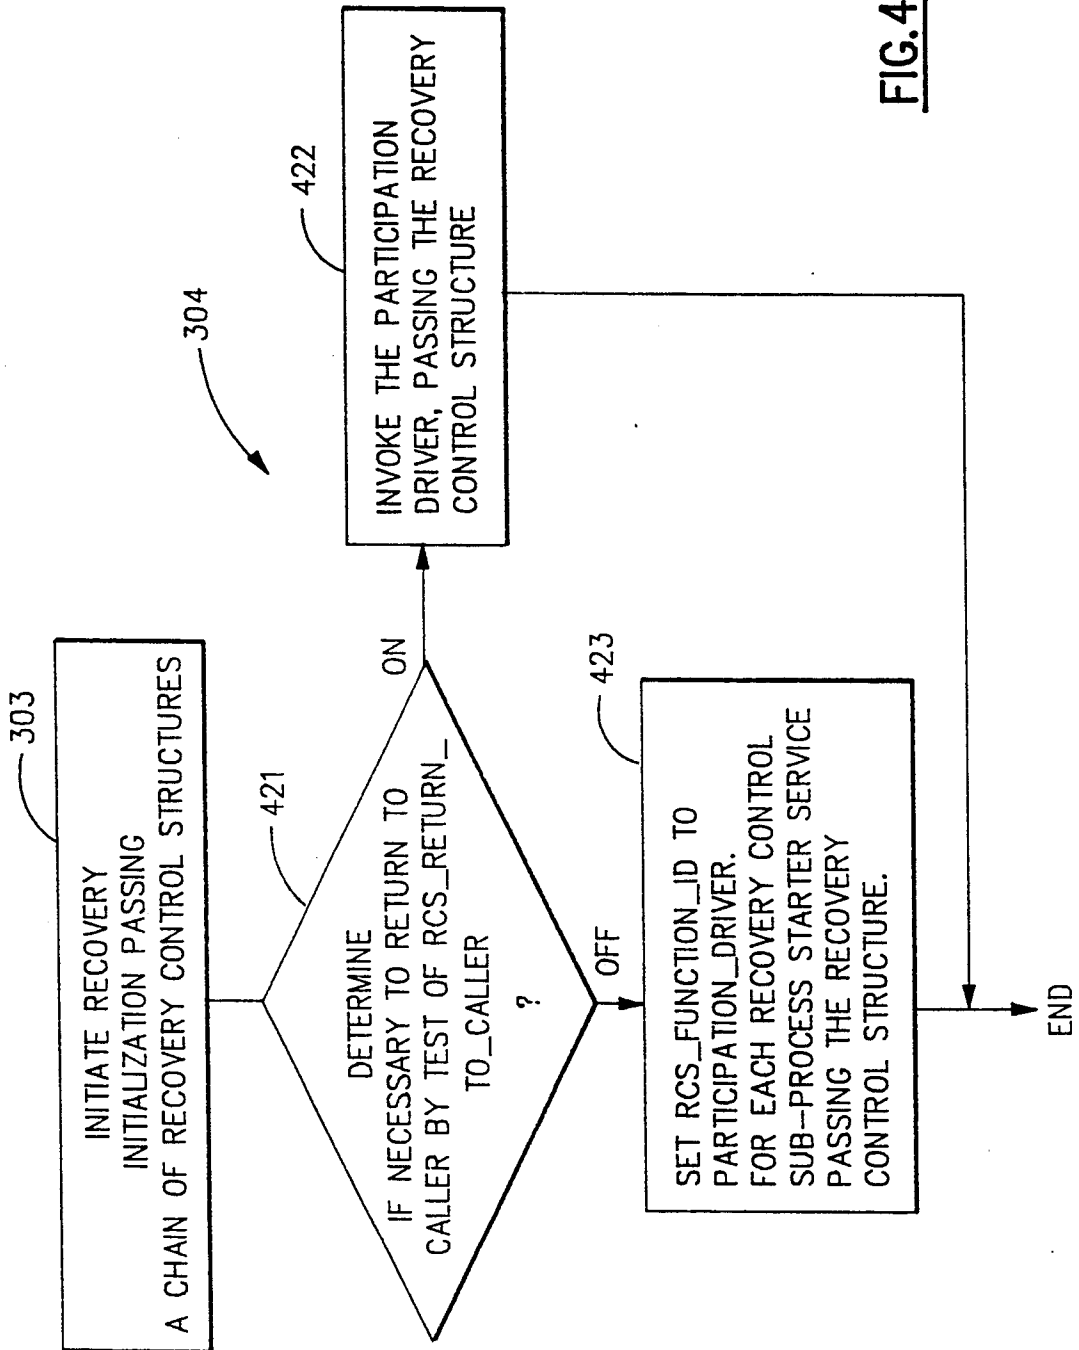 303
INITIATE RECOVERY
INITIALIZATION PASSING
A CHAIN OF RECOVERY CONTROL STRUCTURES
304
421
DETERMINE
IF NECESSARY TO RETURN TO
CALLER BY TEST OF RCS_RETURN_
TO_CALLER
?
ON
OFF
422
INVOKE THE PARTICIPATION
DRIVER, PASSING THE RECOVERY
CONTROL STRUCTURE
423
SET RCS_FUNCTION_ID TO
PARTICIPATION_DRIVER.
FOR EACH RECOVERY CONTROL
SUB-PROCESS STARTER SERVICE
PASSING THE RECOVERY
CONTROL STRUCTURE.
END
FIG.4